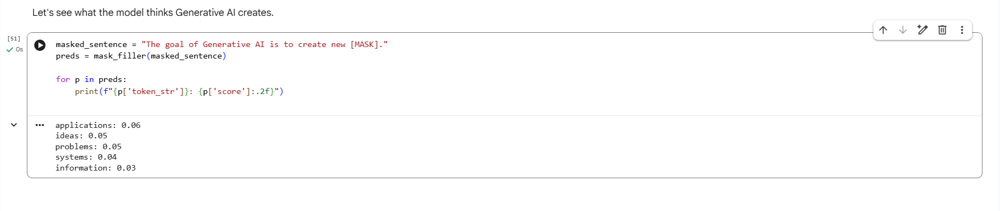 Let's see what the model thinks Generative AI creates.
[51]
0s
masked_sentence = "The goal of Generative AI is to create new [MASK]."
preds = mask_filler(masked_sentence)
for p in preds:
    print(f"{p['token_str']}: {p['score']:.2f}")
applications: 0.06
ideas: 0.05
problems: 0.05
systems: 0.04
information: 0.03